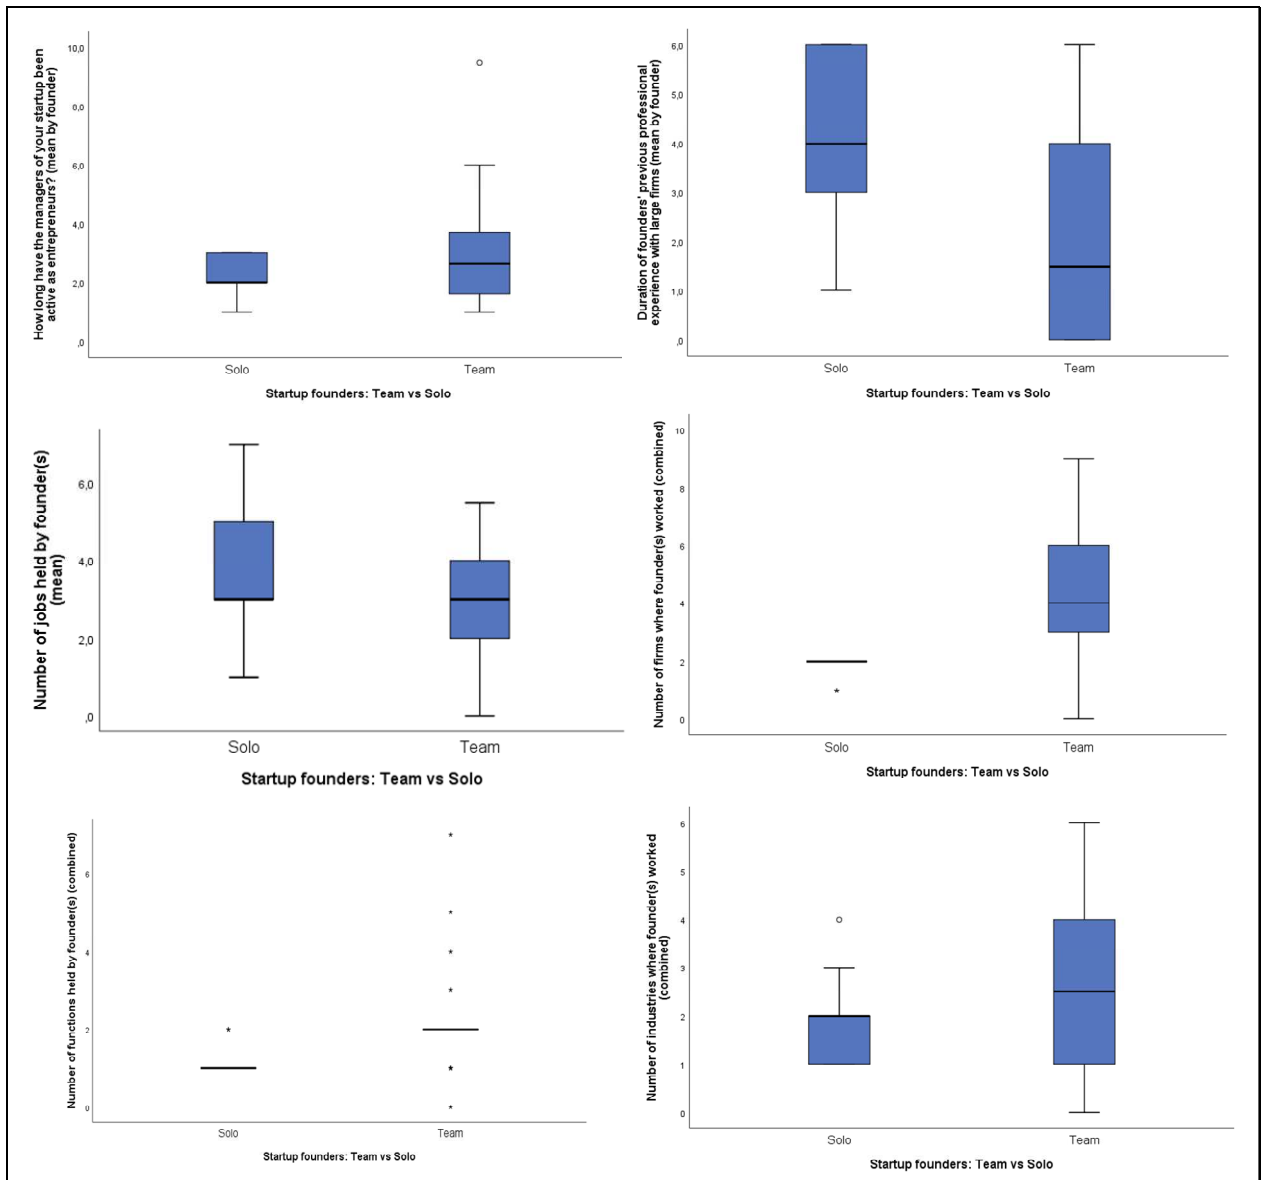 How long have the managers of your startup been
active as entrepreneurs? (mean by founder)
10,0
8,0
6,0
4,0
2,0
,0
Solo
Team
Startup founders: Team vs Solo
Duration of founders' previous professional
experience with large firms (mean by founder)
6,0
5,0
4,0
3,0
2,0
1,0
,0
Solo
Team
Startup founders: Team vs Solo
Number of jobs held by founder(s)
(mean)
6,0
4,0
2,0
,0
Solo
Team
Startup founders: Team vs Solo
Number of firms where founder(s) worked (combined)
10
8
6
4
2
0
Solo
Team
Startup founders: Team vs Solo
Number of functions held by founder(s) (combined)
6
4
2
0
Solo
Team
Startup founders: Team vs Solo
Number of industries where founder(s) worked
(combined)
6
5
4
3
2
1
0
Solo
Team
Startup founders: Team vs Solo